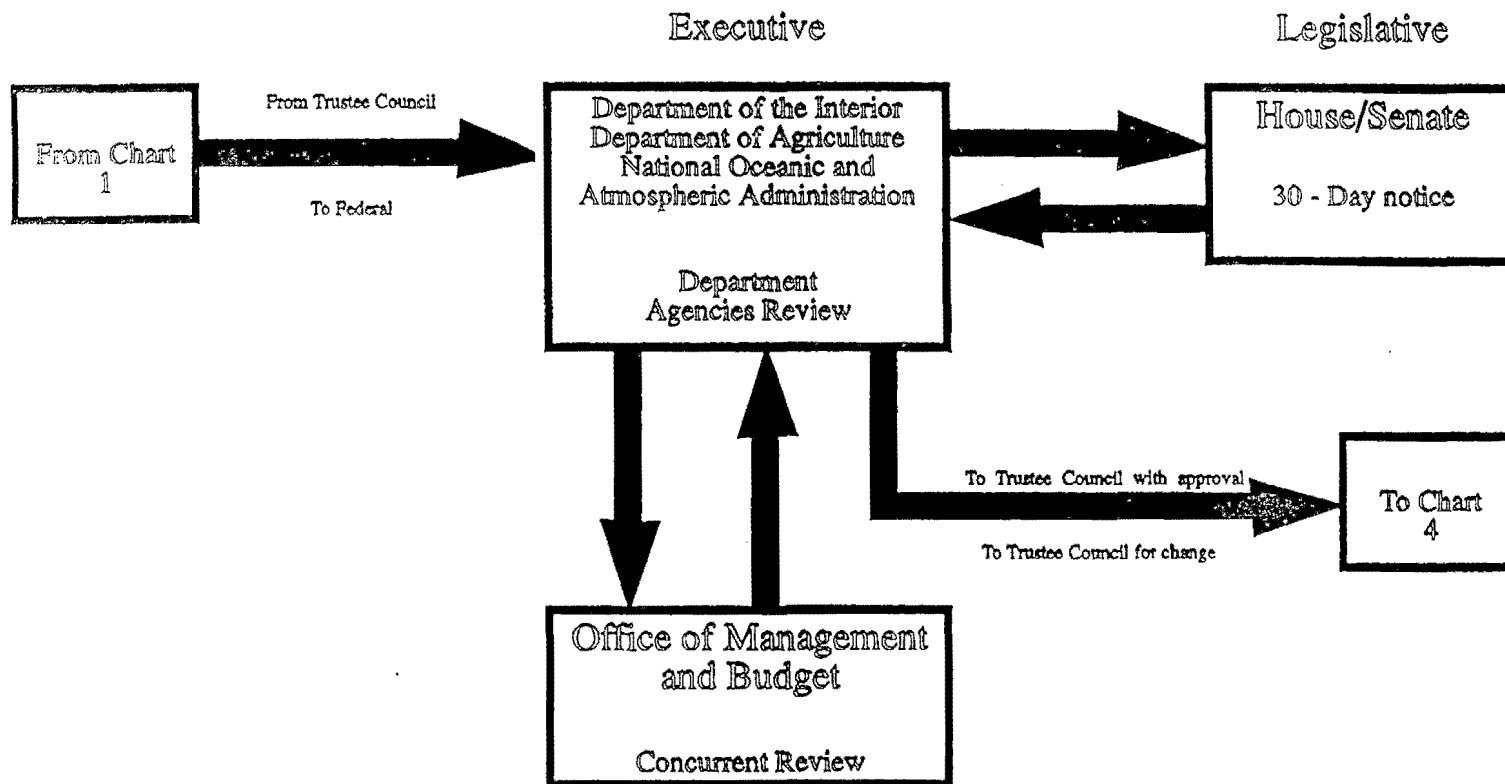 Executive
Legislative
From Chart
1
From Trustee Council
To Federal
Department of the Interior
Department of Agriculture
National Oceanic and
Atmospheric Administration
Department
Agencies Review
House/Senate
30 - Day notice
To Trustee Council with approval
To Trustee Council for change
To Chart
4
Office of Management
and Budget
Concurrent Review